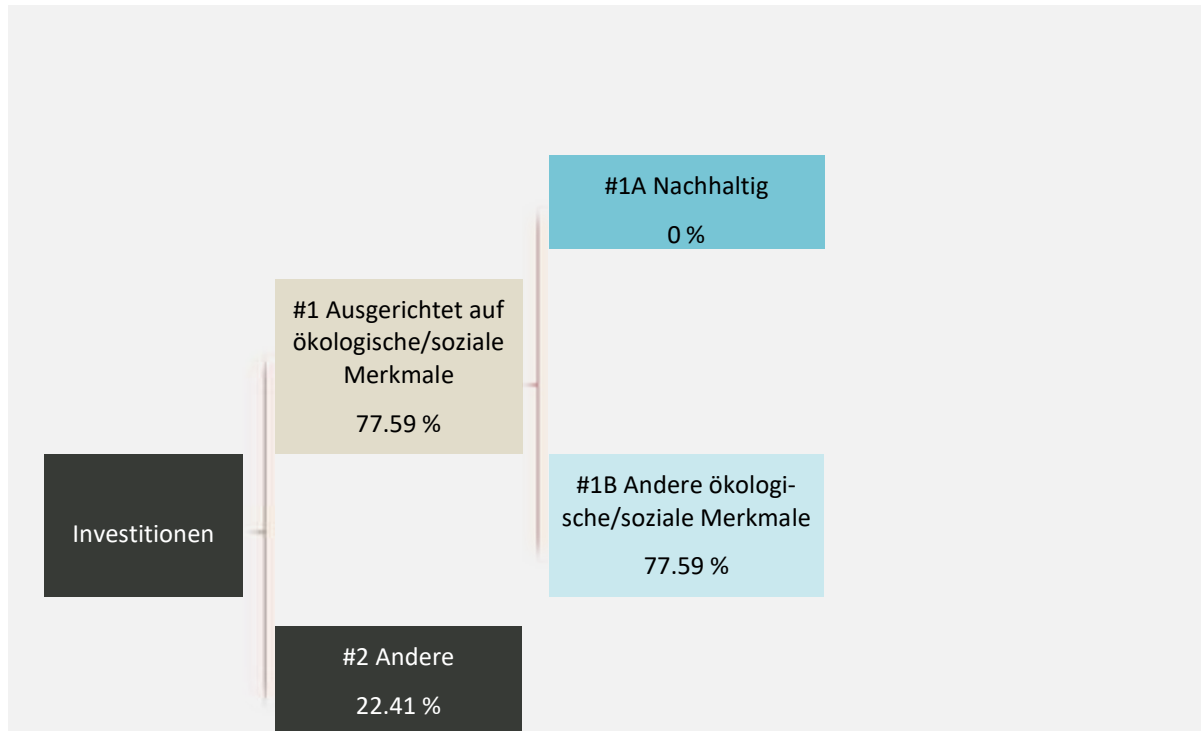 #1A Nachhaltig
0 %
#1 Ausgerichtet auf
ökologische/soziale
Merkmale
77.59 %
#1B Andere ökologi-
sche/soziale Merkmale
77.59 %
Investitionen
#2 Andere
22.41 %